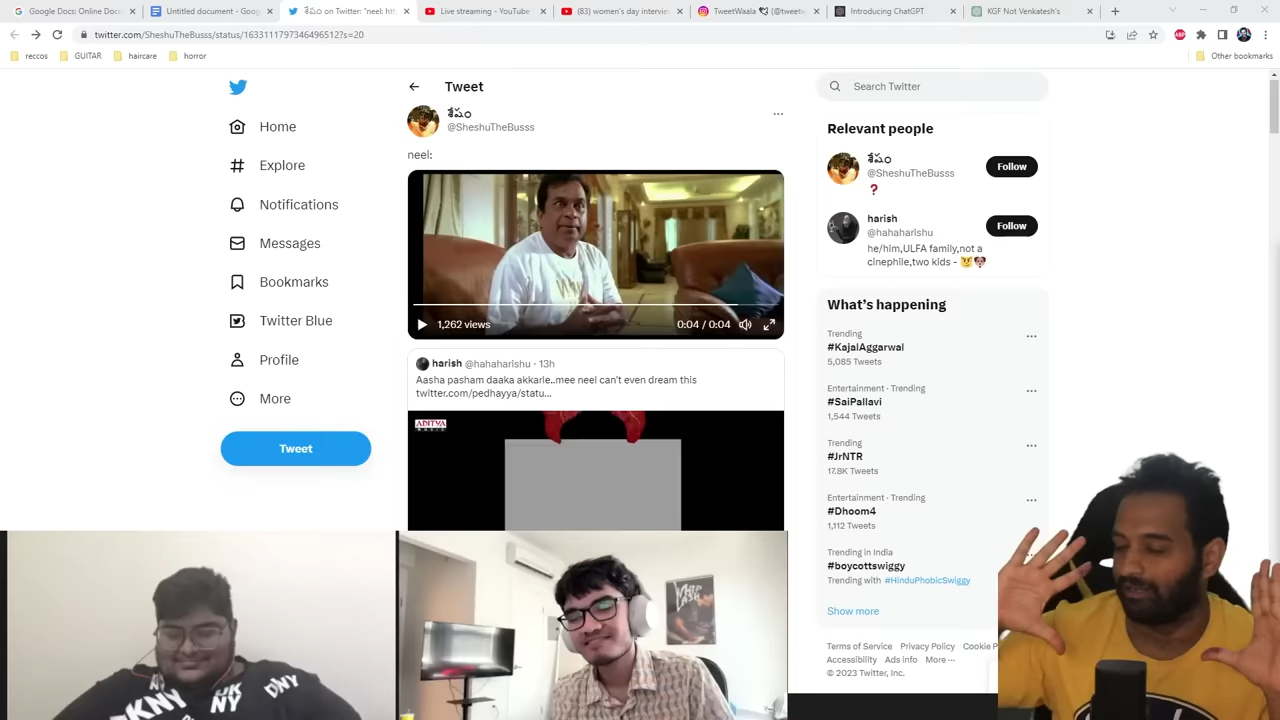 Google Docs: Online Doc
Untitled document - Goog
శేషం on Twitter: "neel: htt
Live streaming - YouTube
(83) women's day intervie
TweetWaala
Introducing ChatGPT
KGF Not Venkatesh's
twitter.com/SheshuTheBusss/status/1633111797346496512?s=20
reccos
GUITAR
haircare
horror
Other bookmarks
Home
Explore
Notifications
Messages
Bookmarks
Twitter Blue
Profile
More
Tweet
Tweet
శేషం
@SheshuTheBusss
neel:
1,262 views
0:04 / 0:04
harish @hahaharishu · 13h
Aasha pasham daaka akkarle..mee neel can't even dream this
twitter.com/pedhayya/statu...
ADITYA
MUSIC
Search Twitter
Relevant people
శేషం
@SheshuTheBusss
Follow
❓
harish
@hahaharishu
Follow
he/him,ULFA family,not a
cinephile,two kids -
What's happening
Trending
#KajalAggarwal
5,085 Tweets
Entertainment · Trending
#SaiPallavi
1,544 Tweets
Trending
#JrNTR
17.8K Tweets
Entertainment · Trending
#Dhoom4
1,112 Tweets
Trending in India
#boycottswiggy
Trending with #HinduPhobicSwiggy
Show more
Terms of Service Privacy Policy Cookie P
Accessibility Ads info More ···
© 2023 Twitter, Inc.
DKNY
NY
DNY
WHIPLASH